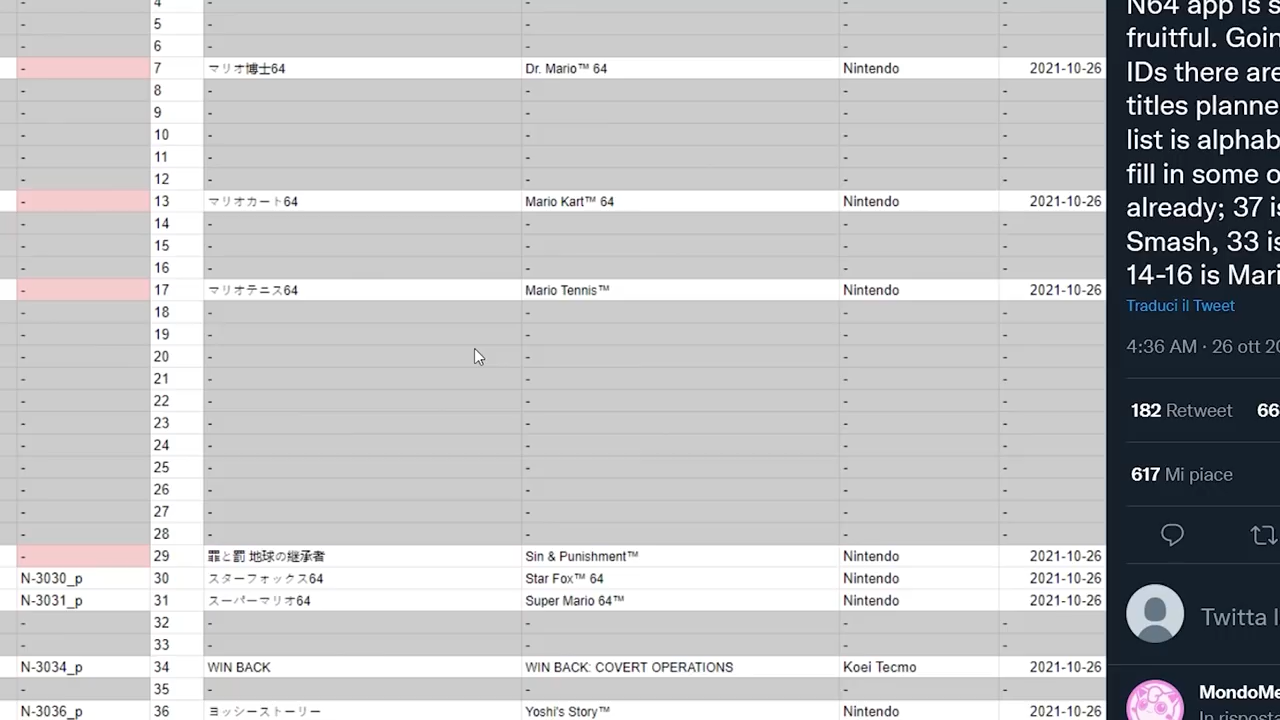 - 4 - - - -
- 5 - - - -
- 6 - - - -
- 7 マリオ博士64 Dr. Mario™ 64 Nintendo 2021-10-26
- 8 - - - -
- 9 - - - -
- 10 - - - -
- 11 - - - -
- 12 - - - -
- 13 マリオカート64 Mario Kart™ 64 Nintendo 2021-10-26
- 14 - - - -
- 15 - - - -
- 16 - - - -
- 17 マリオテニス64 Mario Tennis™ Nintendo 2021-10-26
- 18 - - - -
- 19 - - - -
- 20 - - - -
- 21 - - - -
- 22 - - - -
- 23 - - - -
- 24 - - - -
- 25 - - - -
- 26 - - - -
- 27 - - - -
- 28 - - - -
- 29 罪と罰 地球の継承者 Sin & Punishment™ Nintendo 2021-10-26
N-3030_p 30 スターフォックス64 Star Fox™ 64 Nintendo 2021-10-26
N-3031_p 31 スーパーマリオ64 Super Mario 64™ Nintendo 2021-10-26
- 32 - - - -
- 33 - - - -
N-3034_p 34 WIN BACK WIN BACK: COVERT OPERATIONS Koei Tecmo 2021-10-26
- 35 - - - -
N-3036_p 36 ヨッシーストーリー Yoshi's Story™ Nintendo 2021-10-26
N64 app is s
fruitful. Goin
IDs there are
titles planne
list is alphab
fill in some o
already; 37 is
Smash, 33 is
14-16 is Mari
Traduci il Tweet
4:36 AM · 26 ott 20
182 Retweet 66
617 Mi piace
Twitta l
MondoMe
In rispost